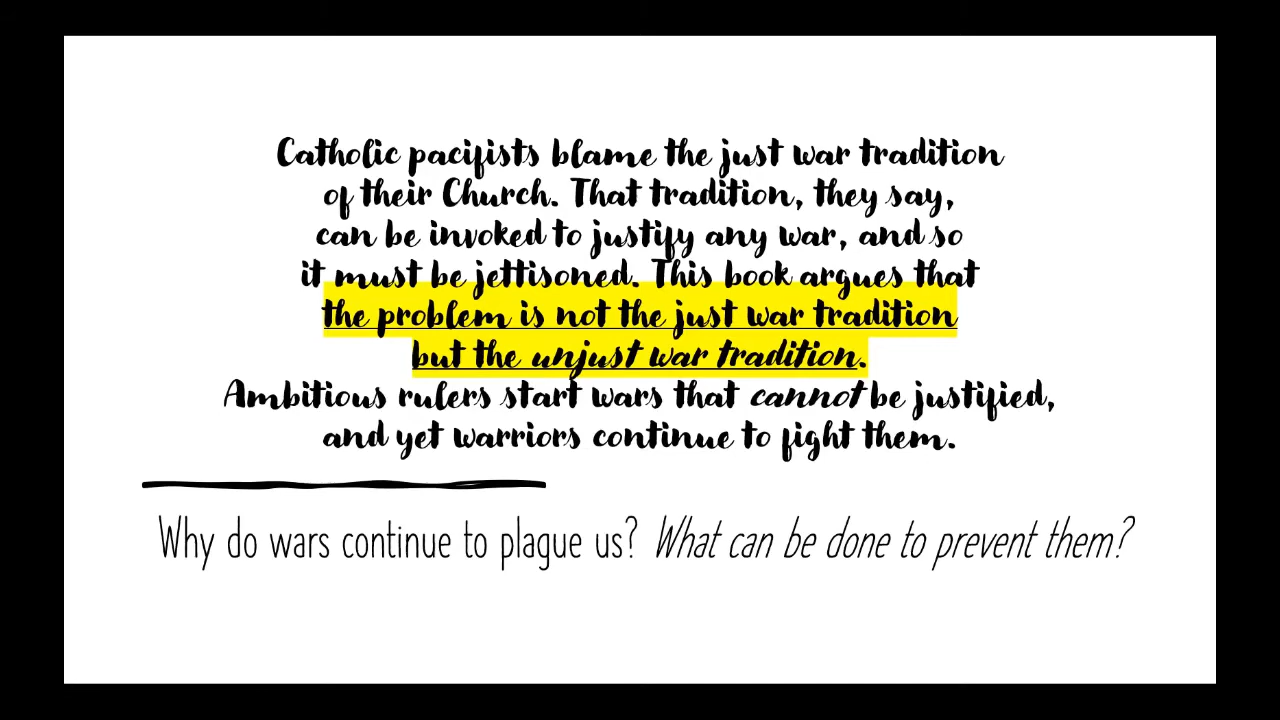 Catholic pacifists blame the just war tradition
of their Church. That tradition, they say,
can be invoked to justify any war, and so
it must be jettisoned. This book argues that
the problem is not the just war tradition
but the unjust war tradition.
Ambitious rulers start wars that cannot be justified,
and yet warriors continue to fight them.
Why do wars continue to plague us? What can be done to prevent them?